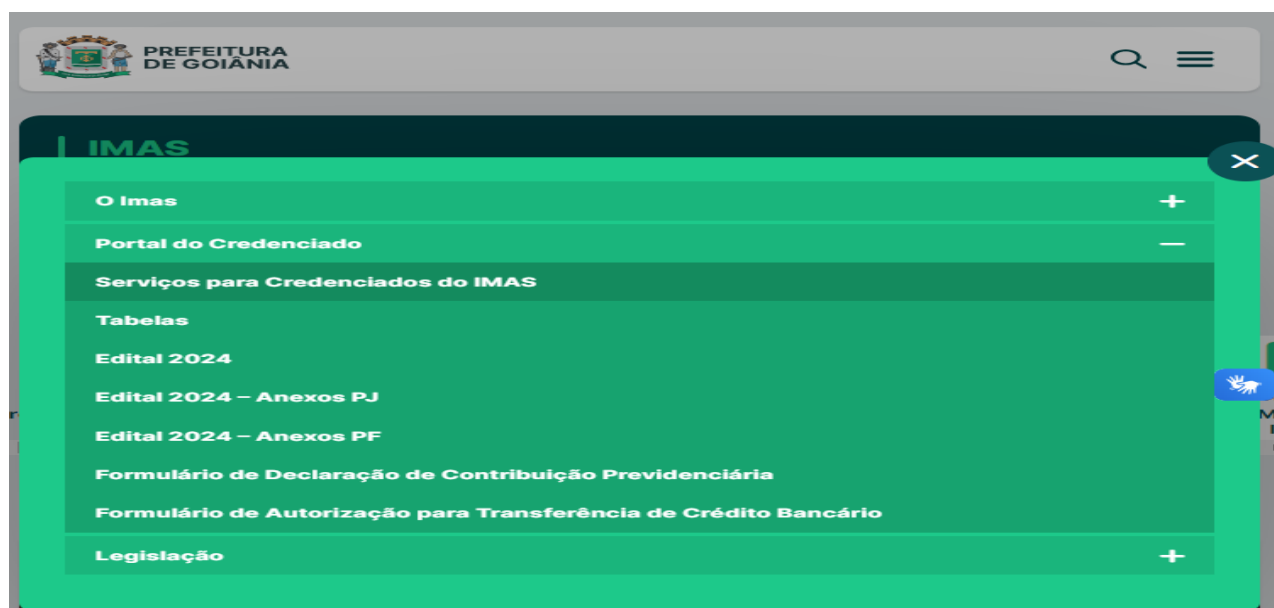 PREFEITURA
DE GOIÂNIA
IMAS
O Imas
Portal do Credenciado
Serviços para Credenciados do IMAS
Tabelas
Edital 2024
Edital 2024 – Anexos PJ
Edital 2024 – Anexos PF
Formulário de Declaração de Contribuição Previdenciária
Formulário de Autorização para Transferência de Crédito Bancário
Legislação